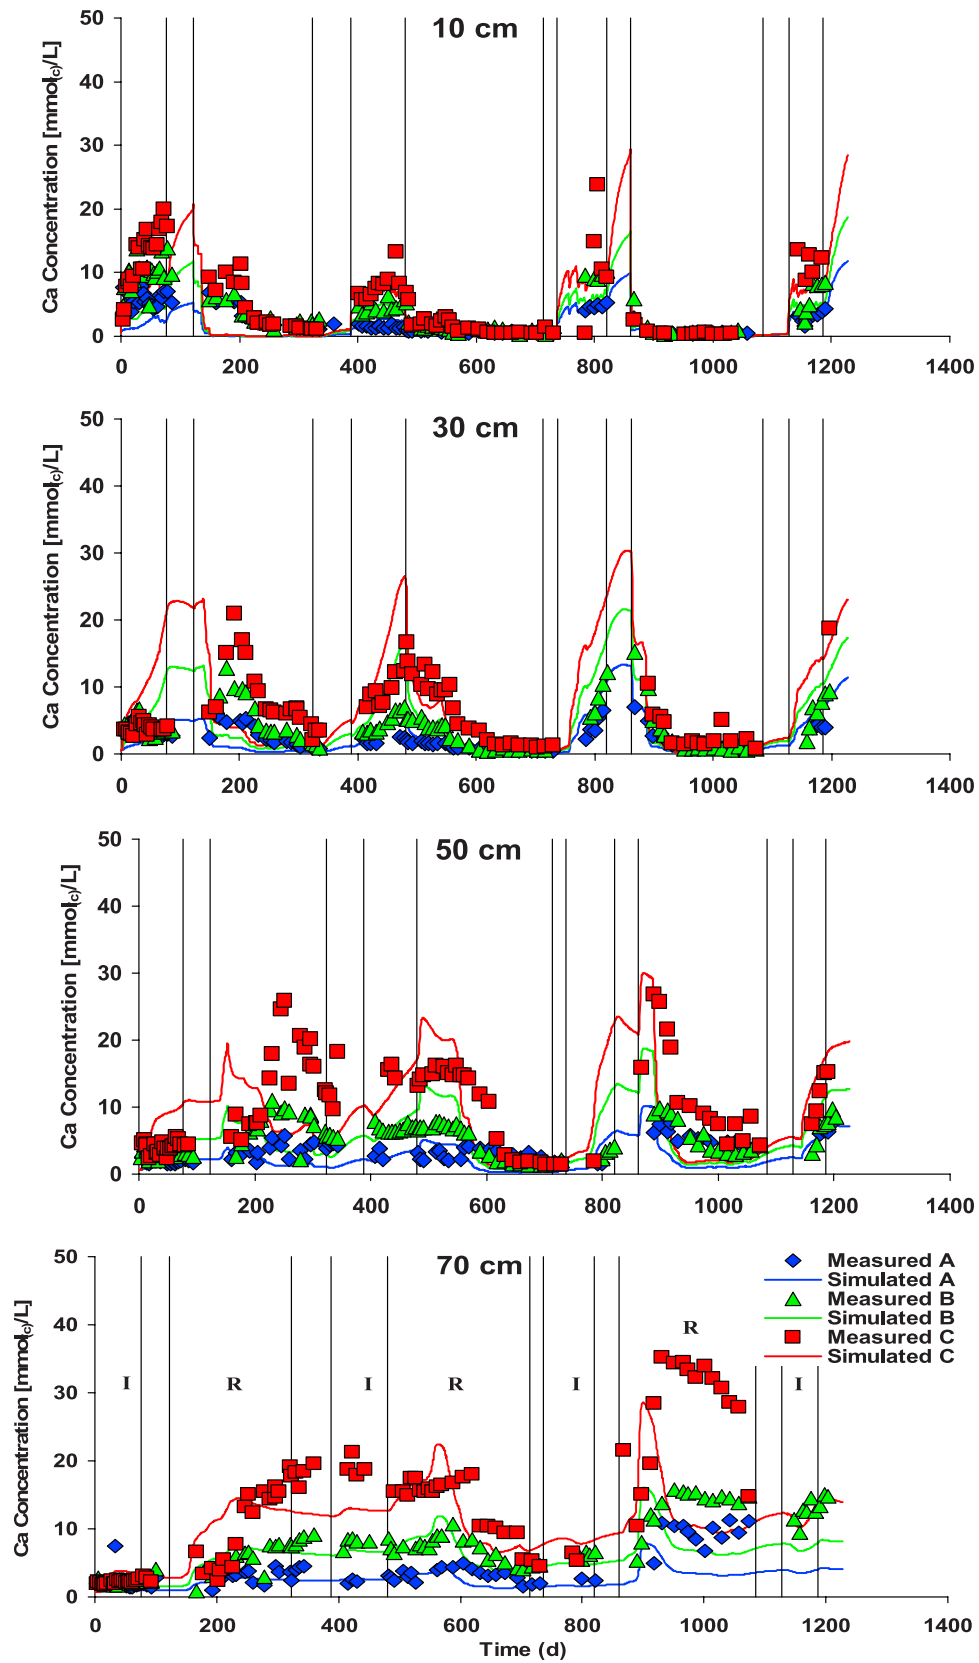 10 cm
Ca Concentration [mmol(c)/L]
50
40
30
20
10
0
0 200 400 600 800 1000 1200 1400
30 cm
Ca Concentration [mmol(c)/L]
50
40
30
20
10
0
0 200 400 600 800 1000 1200 1400
50 cm
Ca Concentration [mmol(c)/L]
50
40
30
20
10
0
0 200 400 600 800 1000 1200 1400
70 cm
Ca Concentration [mmol(c)/L]
50
40
30
20
10
0
Measured A
Simulated A
Measured B
Simulated B
Measured C
Simulated C
I R I R I R I
0 200 400 600 800 1000 1200 1400
Time (d)